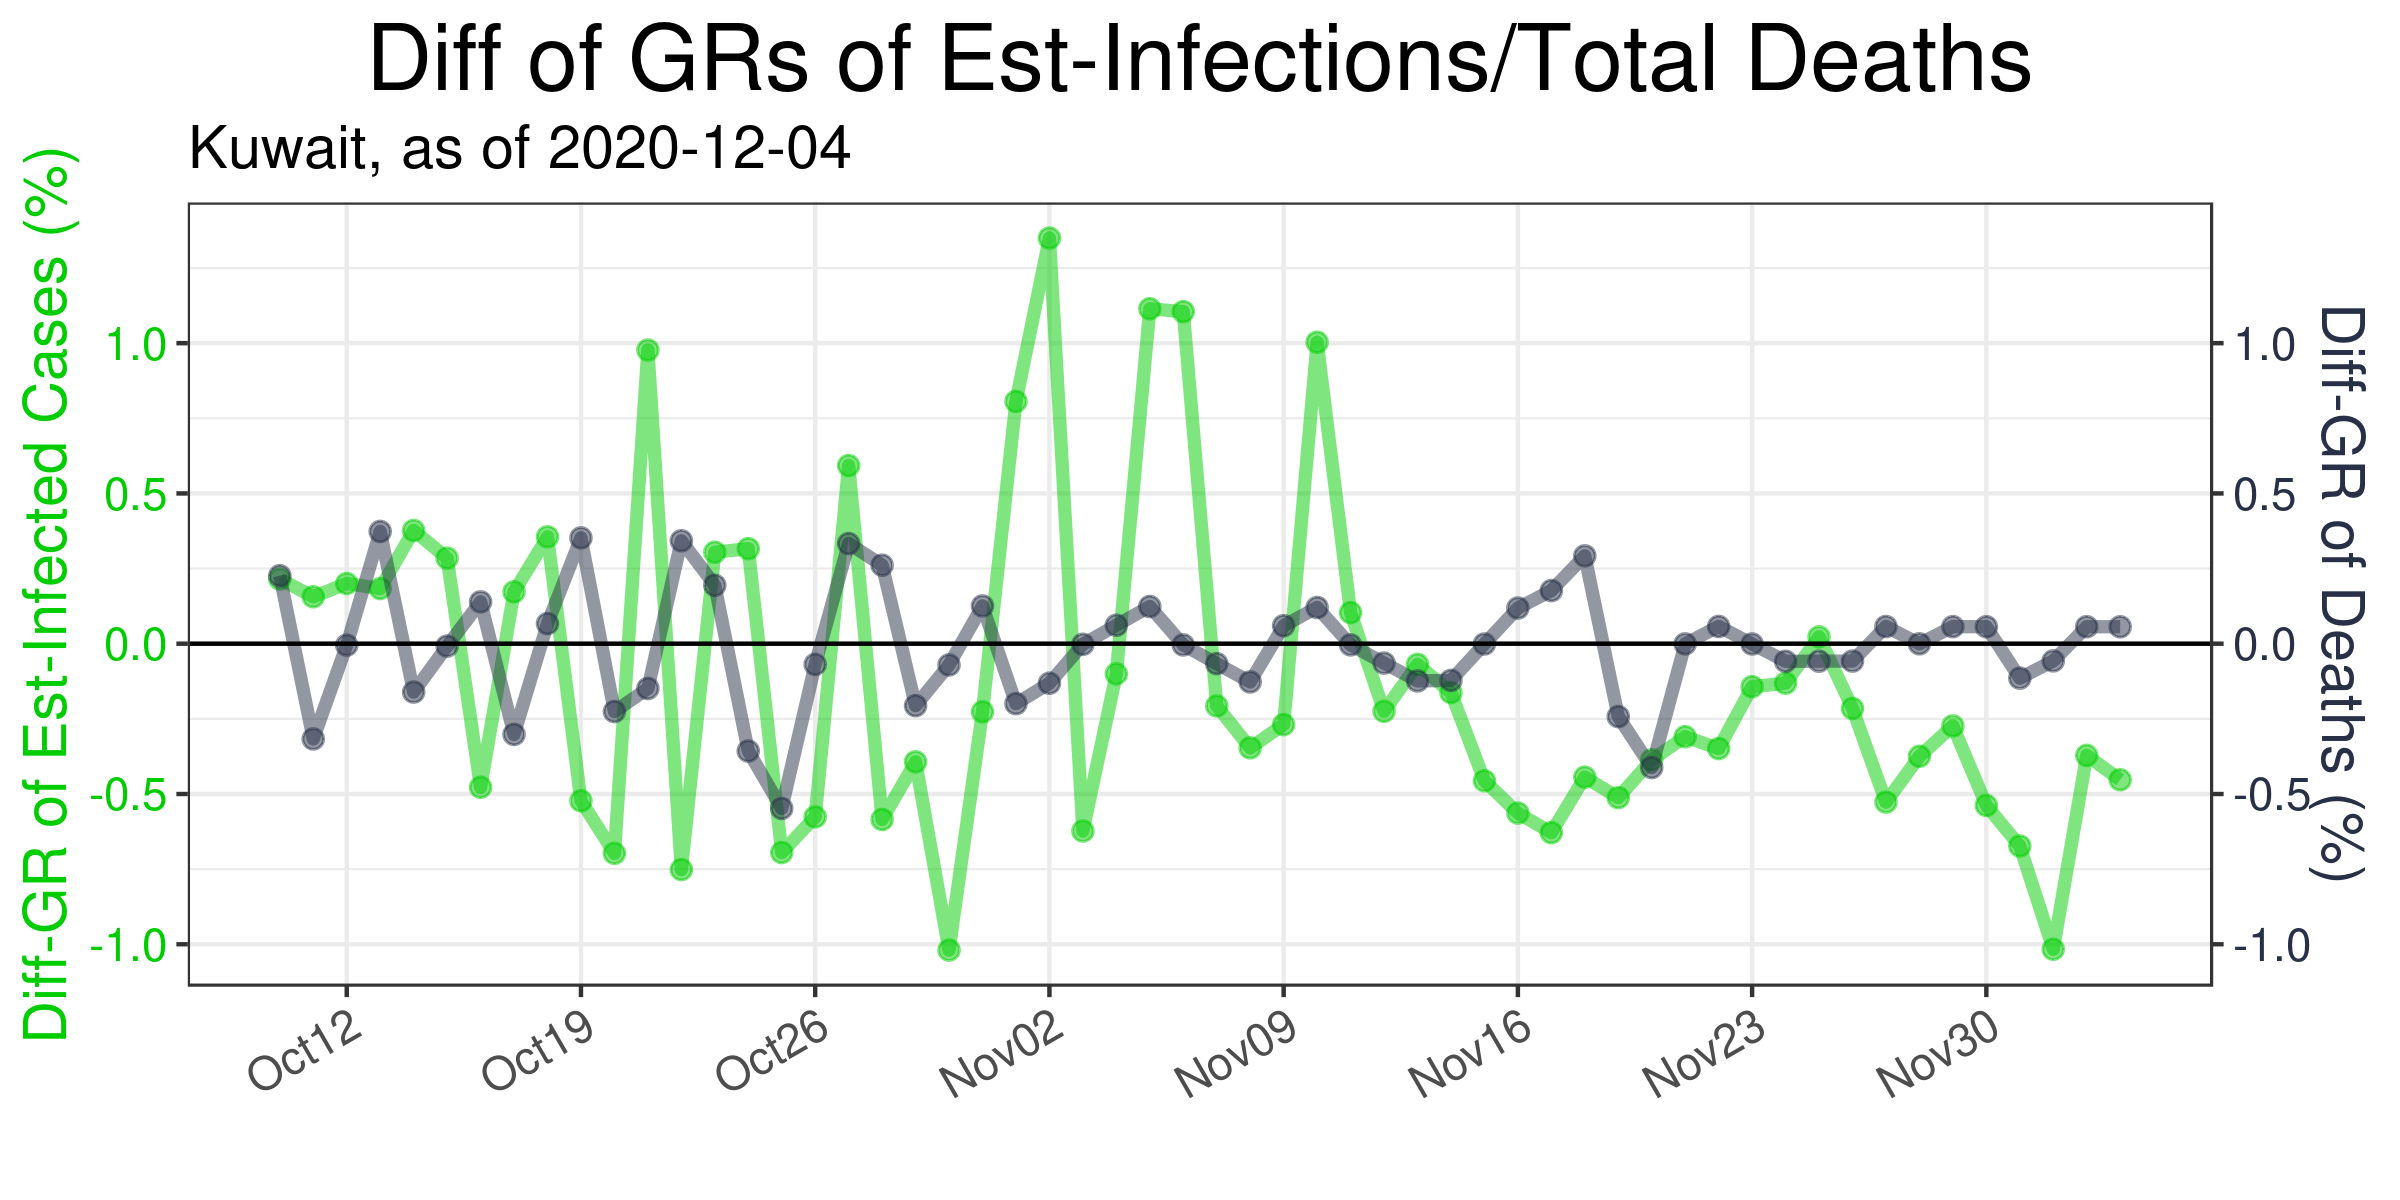 Diff of GRs of Est-Infections/Total Deaths
Kuwait, as of 2020-12-04
Diff-GR of Est-Infected Cases (%)
1.0
0.5
0.0
-0.5
-1.0
1.0
0.5
0.0
-0.5
-1.0
Diff-GR of Deaths (%)
Oct12
Oct19
Oct26
Nov02
Nov09
Nov16
Nov23
Nov30